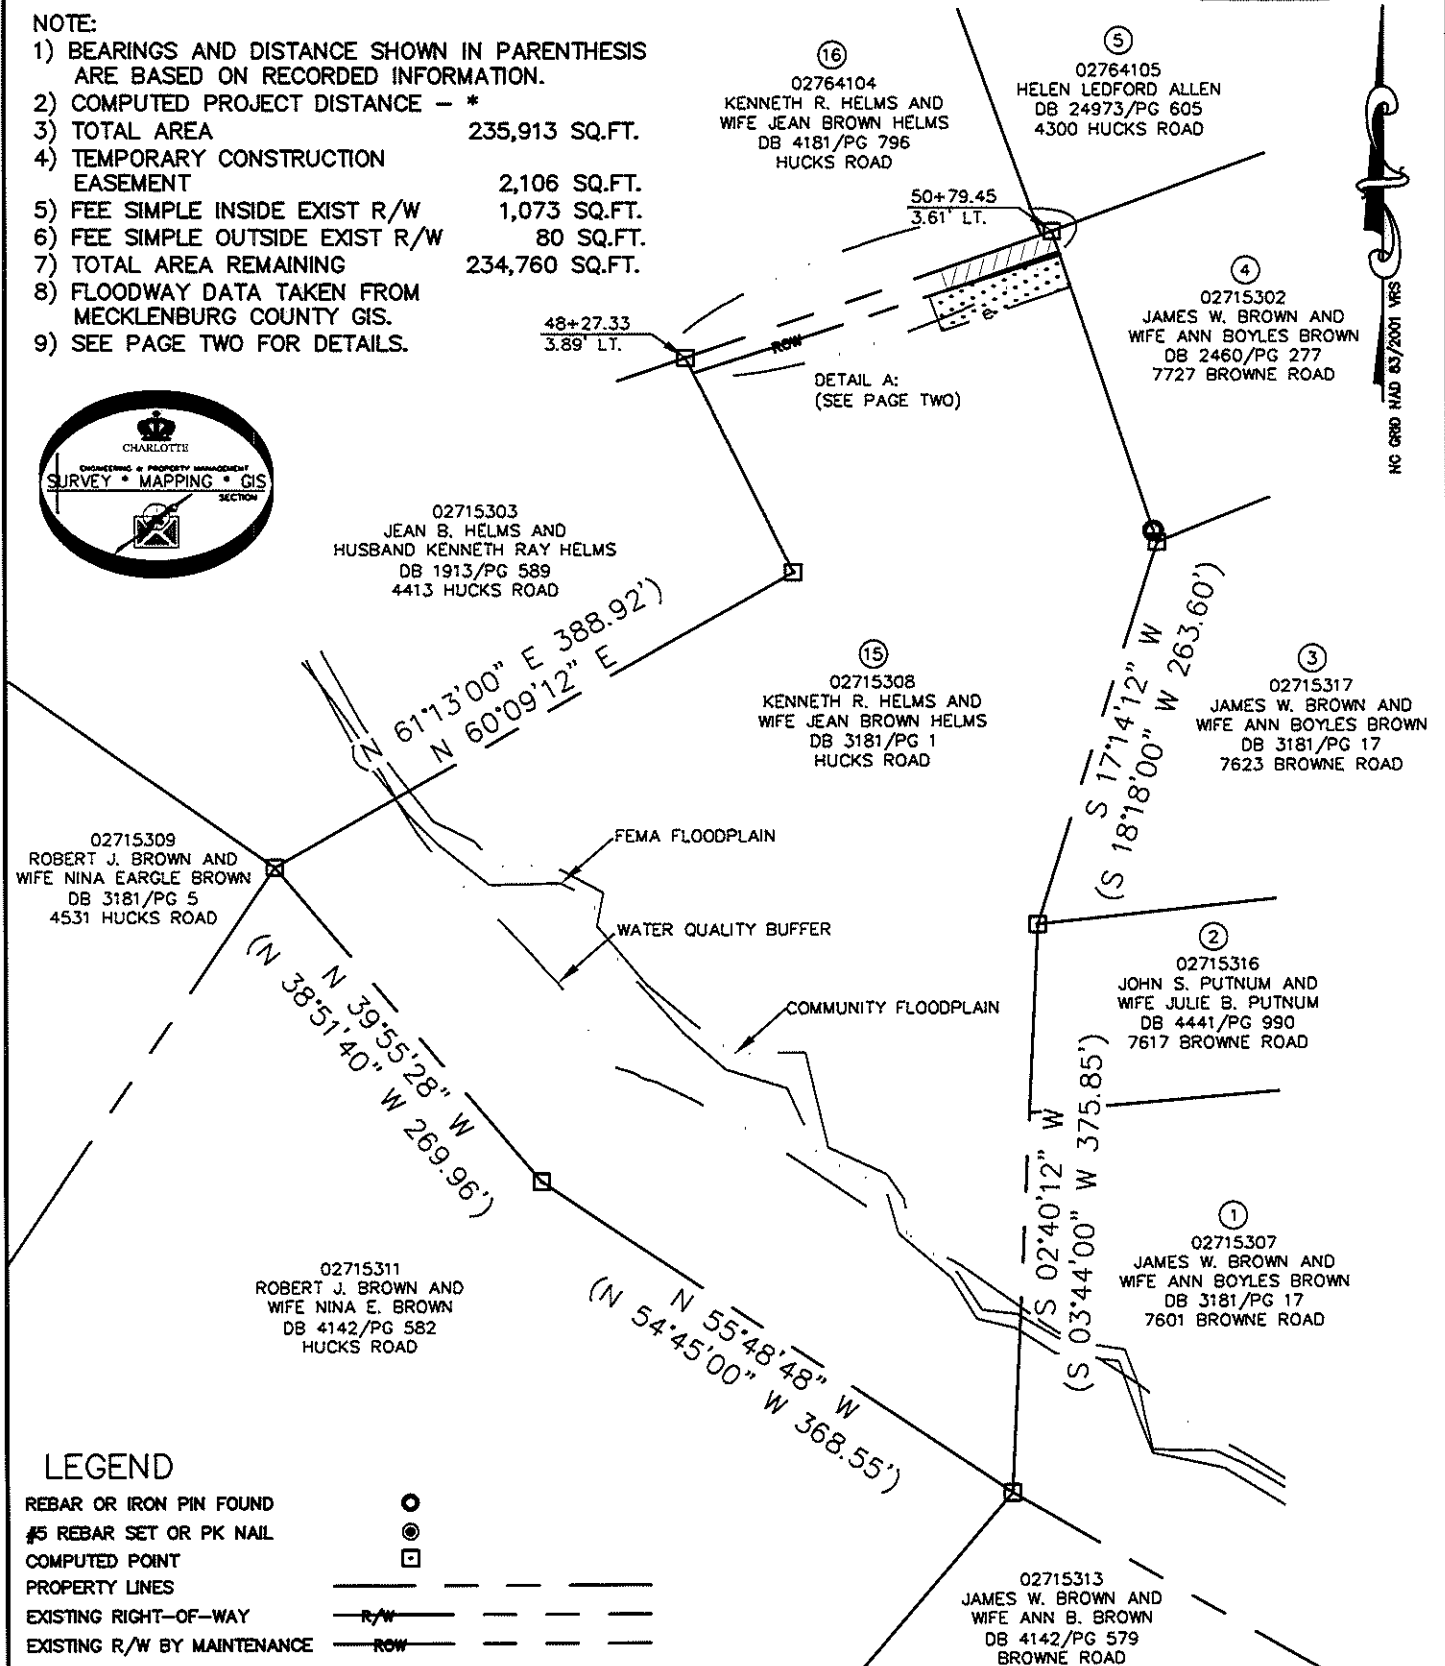 NOTE:
1) BEARINGS AND DISTANCE SHOWN IN PARENTHESIS
ARE BASED ON RECORDED INFORMATION.
2) COMPUTED PROJECT DISTANCE – *
3) TOTAL AREA 235,913 SQ.FT.
4) TEMPORARY CONSTRUCTION
EASEMENT 2,106 SQ.FT.
5) FEE SIMPLE INSIDE EXIST R/W 1,073 SQ.FT.
6) FEE SIMPLE OUTSIDE EXIST R/W 80 SQ.FT.
7) TOTAL AREA REMAINING 234,760 SQ.FT.
8) FLOODWAY DATA TAKEN FROM
MECKLENBURG COUNTY GIS.
9) SEE PAGE TWO FOR DETAILS.
16
02764104
KENNETH R. HELMS AND
WIFE JEAN BROWN HELMS
DB 4181/PG 796
HUCKS ROAD
5
02764105
HELEN LEDFORD ALLEN
DB 24973/PG 605
4300 HUCKS ROAD
50+79.45
3.61' LT.
4
02715302
JAMES W. BROWN AND
WIFE ANN BOYLES BROWN
DB 2460/PG 277
7727 BROWNE ROAD
NC GRID NAD 83/2001 VRS
48+27.33
3.89' LT.
ROW
e
DETAIL A:
(SEE PAGE TWO)
CHARLOTTE
ENGINEERING & PROPERTY MANAGEMENT
SURVEY * MAPPING * GIS
SECTION
02715303
JEAN B. HELMS AND
HUSBAND KENNETH RAY HELMS
DB 1913/PG 589
4413 HUCKS ROAD
(N 61°13'00" E 388.92')
N 60°09'12" E
15
02715308
KENNETH R. HELMS AND
WIFE JEAN BROWN HELMS
DB 3181/PG 1
HUCKS ROAD
S 17°14'12" W
(S 18°18'00" W 263.60')
3
02715317
JAMES W. BROWN AND
WIFE ANN BOYLES BROWN
DB 3181/PG 17
7623 BROWNE ROAD
02715309
ROBERT J. BROWN AND
WIFE NINA EARGLE BROWN
DB 3181/PG 5
4531 HUCKS ROAD
FEMA FLOODPLAIN
WATER QUALITY BUFFER
COMMUNITY FLOODPLAIN
2
02715316
JOHN S. PUTNUM AND
WIFE JULIE B. PUTNUM
DB 4441/PG 990
7617 BROWNE ROAD
N 39°55'28" W
(N 38°51'40" W 269.96')
S 02°40'12" W
(S 03°44'00" W 375.85')
1
02715307
JAMES W. BROWN AND
WIFE ANN BOYLES BROWN
DB 3181/PG 17
7601 BROWNE ROAD
02715311
ROBERT J. BROWN AND
WIFE NINA E. BROWN
DB 4142/PG 582
HUCKS ROAD
N 55°48'48" W
(N 54°45'00" W 368.55')
LEGEND
REBAR OR IRON PIN FOUND
#5 REBAR SET OR PK NAIL
COMPUTED POINT
PROPERTY LINES
EXISTING RIGHT-OF-WAY R/W
EXISTING R/W BY MAINTENANCE ROW
02715313
JAMES W. BROWN AND
WIFE ANN B. BROWN
DB 4142/PG 579
BROWNE ROAD